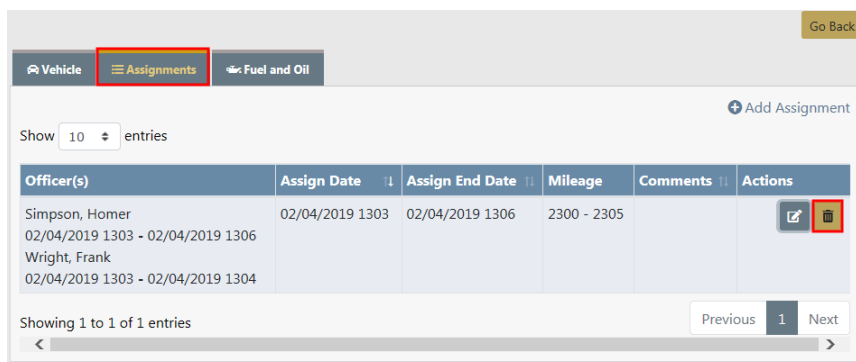 Go Back
Vehicle Assignments Fuel and Oil
Add Assignment
Show 10 entries
Officer(s) Assign Date Assign End Date Mileage Comments Actions
Simpson, Homer 02/04/2019 1303 02/04/2019 1306 2300 - 2305
02/04/2019 1303 - 02/04/2019 1306
Wright, Frank
02/04/2019 1303 - 02/04/2019 1304
Showing 1 to 1 of 1 entries Previous 1 Next